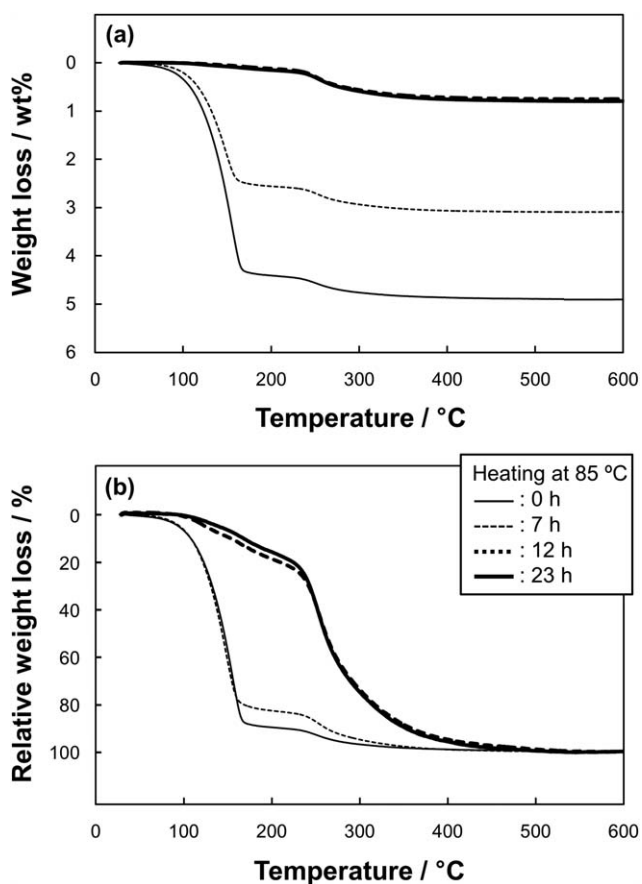 (a)
0
1
2
3
4
5
6
Weight loss / wt%
0 100 200 300 400 500 600
Temperature / °C
(b)
Heating at 85 ºC
: 0 h
: 7 h
: 12 h
: 23 h
0
20
40
60
80
100
Relative weight loss / %
0 100 200 300 400 500 600
Temperature / °C